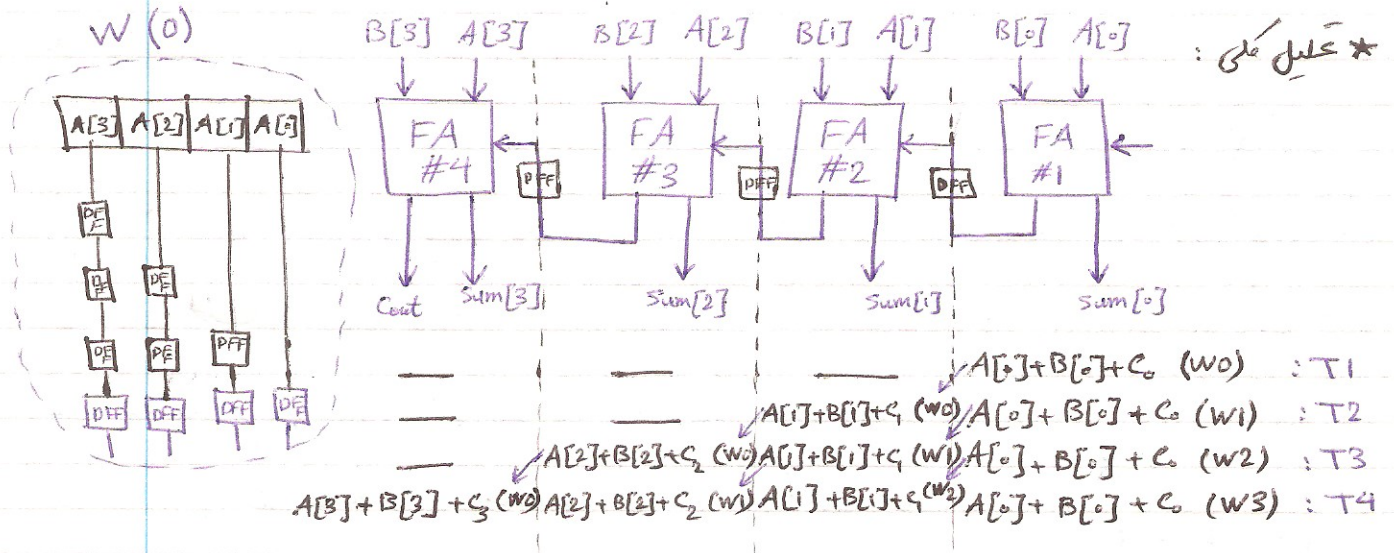 ★ تحلیل کلی :
W (0)
B[3] A[3] B[2] A[2] B[1] A[1] B[0] A[0]
A[3] A[2] A[1] A[0]
FA #4
FA #3
FA #2
FA #1
DFF DFF DFF
DFF
DFF DFF
DFF DFF DFF
DFF DFF DFF DFF
Cout Sum[3] Sum[2] Sum[1] Sum[0]
— — — A[0]+B[0]+C0 (W0) : T1
— — A[1]+B[1]+C1 (W0) A[0]+B[0]+C0 (W1) : T2
— A[2]+B[2]+C2 (W0) A[1]+B[1]+C1 (W1) A[0]+B[0]+C0 (W2) : T3
A[3]+B[3]+C3 (W0) A[2]+B[2]+C2 (W1) A[1]+B[1]+C1 (W2) A[0]+B[0]+C0 (W3) : T4